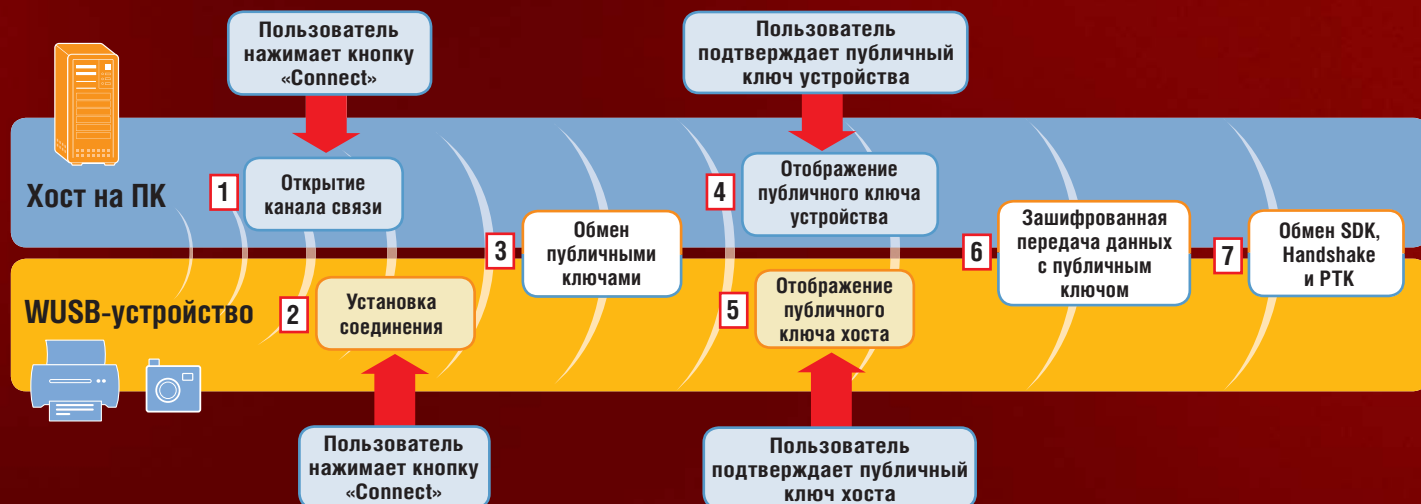 Пользователь
нажимает кнопку
«Connect»
Пользователь
подтверждает публичный
ключ устройства
Хост на ПК
1
Открытие
канала связи
4
Отображение
публичного ключа
устройства
3
Обмен
публичными
ключами
6
Зашифрованная
передача данных
с публичным
ключом
7
Обмен SDK,
Handshake
и PTK
WUSB-устройство
2
Установка
соединения
5
Отображение
публичного
ключа хоста
Пользователь
нажимает кнопку
«Connect»
Пользователь
подтверждает публичный
ключ хоста